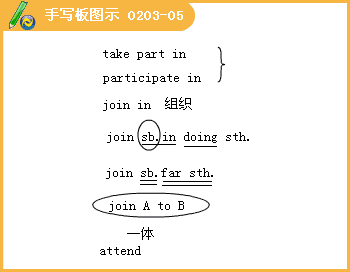 手写板图示 0203-05
take part in
participate in
join in 组织
join sb. in doing sth.
join sb. far sth.
join A to B
一体
attend